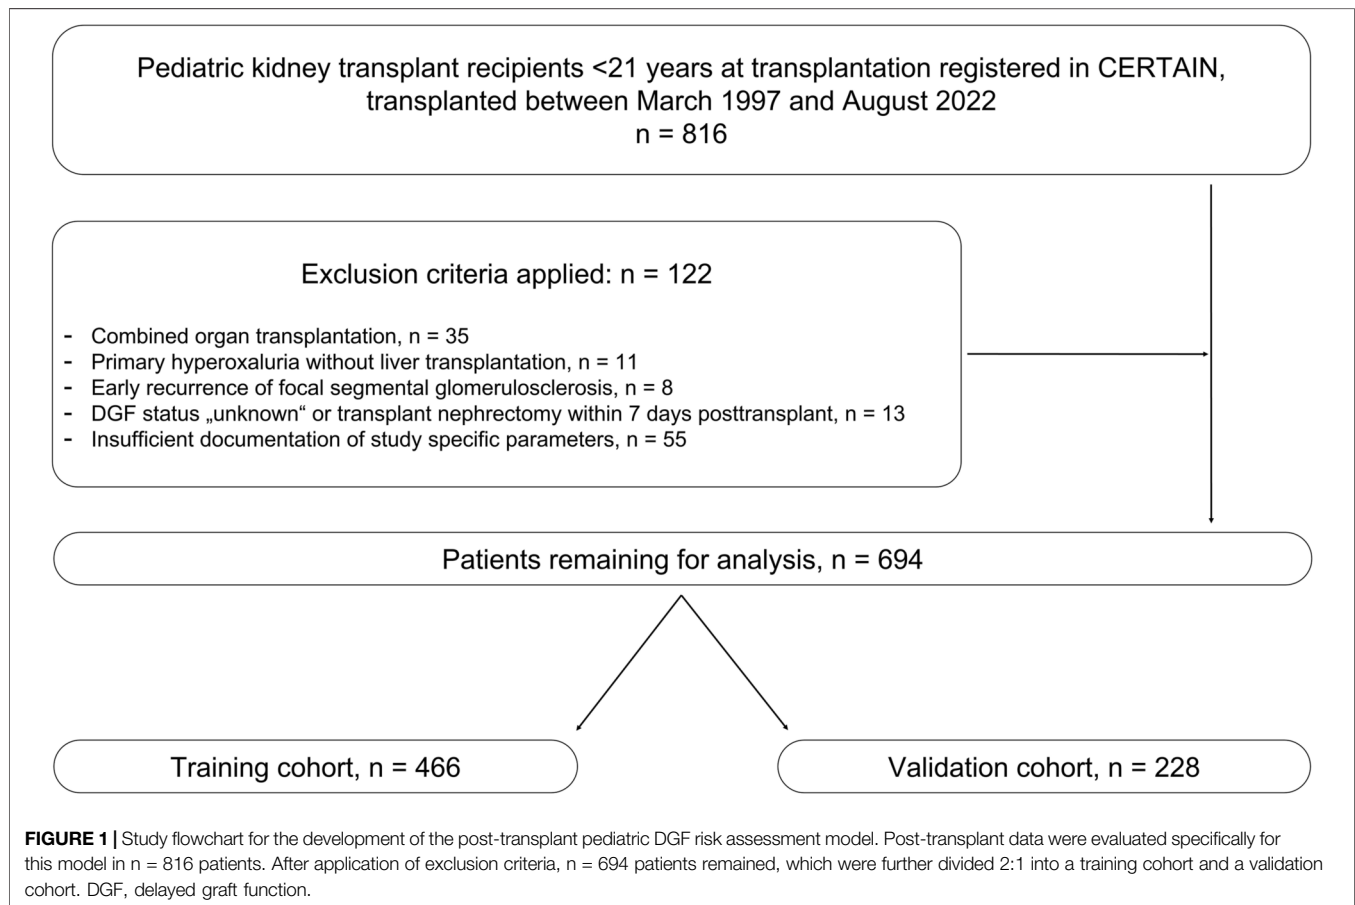 Pediatric kidney transplant recipients <21 years at transplantation registered in CERTAIN,
transplanted between March 1997 and August 2022
n = 816
Exclusion criteria applied: n = 122
- Combined organ transplantation, n = 35
- Primary hyperoxaluria without liver transplantation, n = 11
- Early recurrence of focal segmental glomerulosclerosis, n = 8
- DGF status „unknown“ or transplant nephrectomy within 7 days posttransplant, n = 13
- Insufficient documentation of study specific parameters, n = 55
Patients remaining for analysis, n = 694
Training cohort, n = 466
Validation cohort, n = 228
FIGURE 1 | Study flowchart for the development of the post-transplant pediatric DGF risk assessment model. Post-transplant data were evaluated specifically for
this model in n = 816 patients. After application of exclusion criteria, n = 694 patients remained, which were further divided 2:1 into a training cohort and a validation
cohort. DGF, delayed graft function.